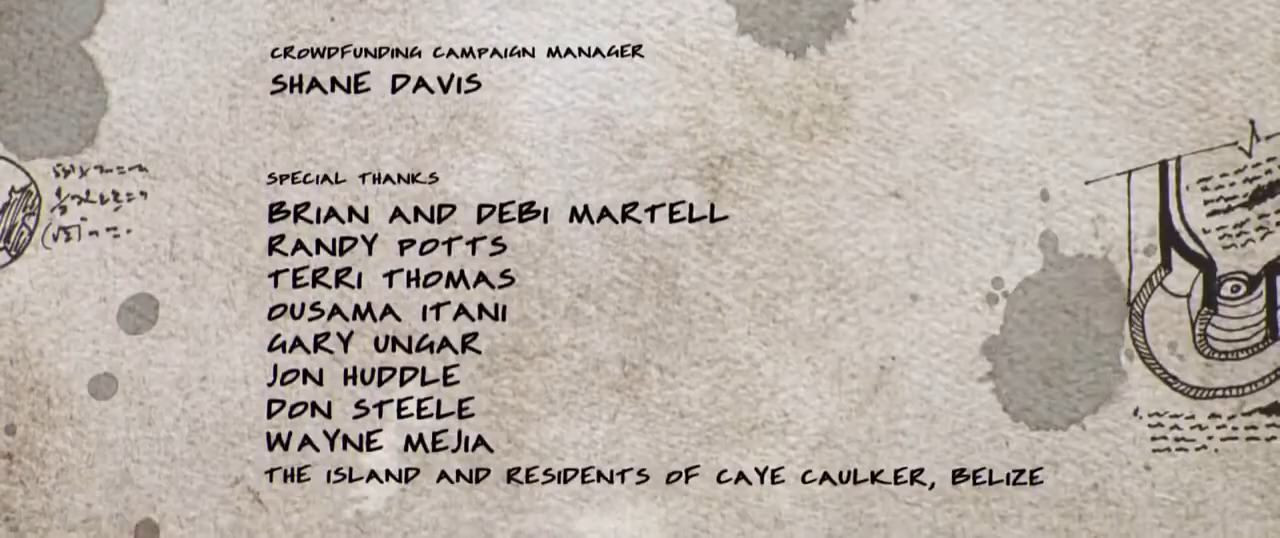 CROWDFUNDING CAMPAIGN MANAGER
SHANE DAVIS
SPECIAL THANKS
BRIAN AND DEBI MARTELL
RANDY POTTS
TERRI THOMAS
OUSAMA ITANI
GARY UNGAR
JON HUDDLE
DON STEELE
WAYNE MEJIA
THE ISLAND AND RESIDENTS OF CAYE CAULKER, BELIZE